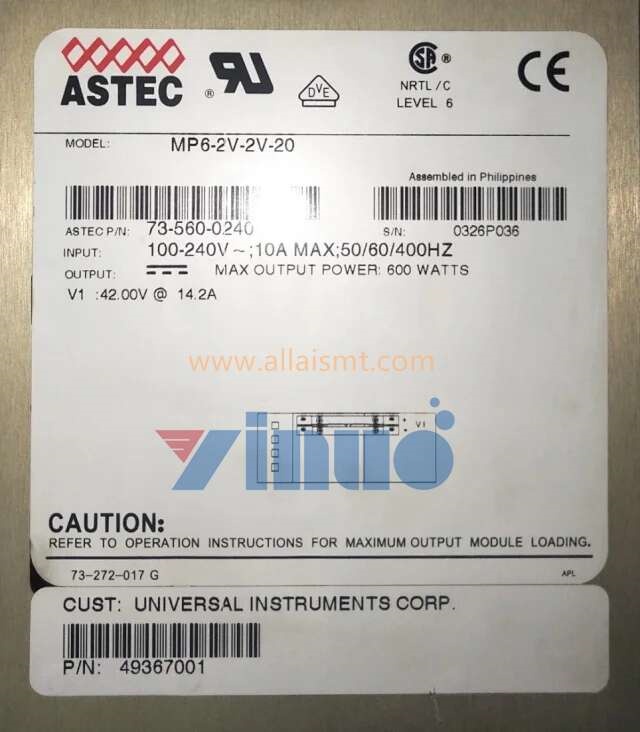 ASTEC
®
DVE
NRTL/C
LEVEL 6
CE
MODEL: MP6-2V-2V-20
Assembled in Philippines
ASTEC P/N: 73-560-0240
S/N: 0326P036
INPUT: 100-240V~;10A MAX;50/60/400HZ
OUTPUT: MAX OUTPUT POWER: 600 WATTS
V1 :42.00V @ 14.2A
www.allaismt.com
+ V1
-
yinuo
CAUTION:
REFER TO OPERATION INSTRUCTIONS FOR MAXIMUM OUTPUT MODULE LOADING.
73-272-017 G
APL
CUST: UNIVERSAL INSTRUMENTS CORP.
P/N: 49367001